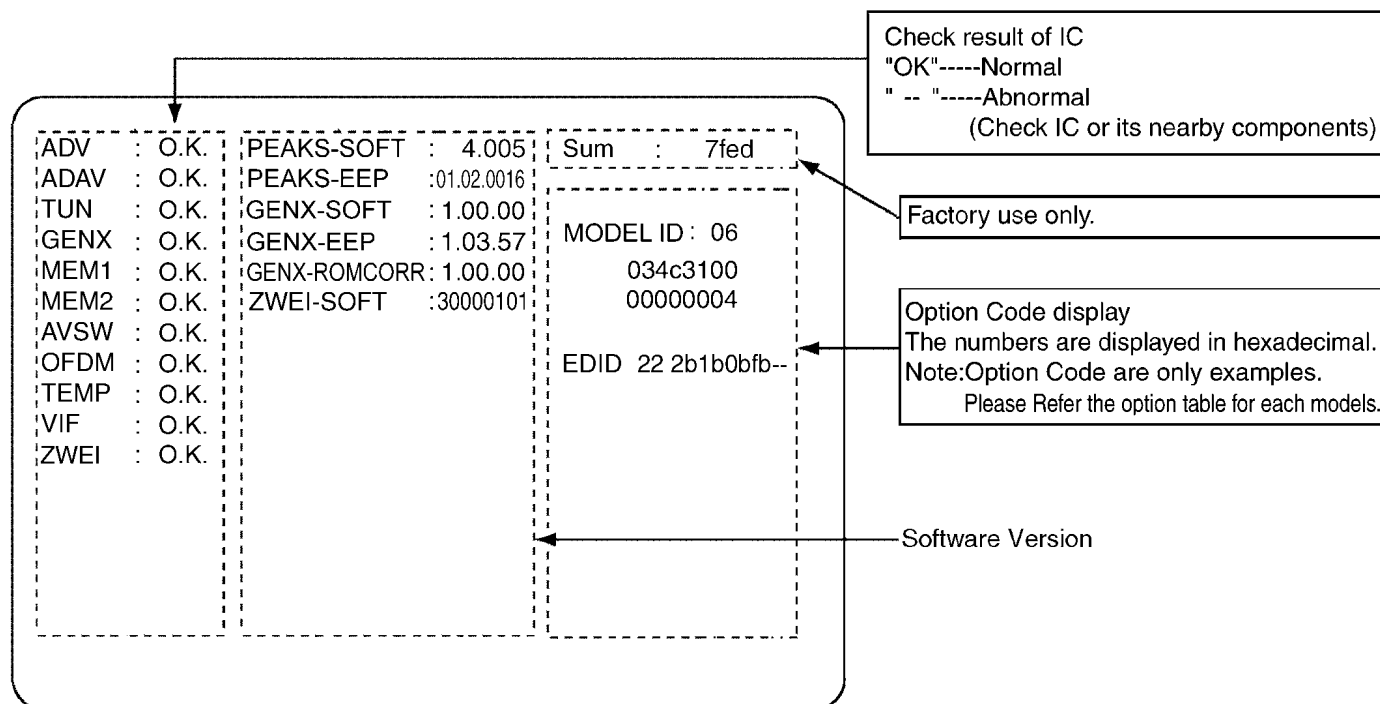 Check result of IC
"OK"-----Normal
" -- "-----Abnormal
(Check IC or its nearby components)
ADV : O.K.
ADAV : O.K.
TUN : O.K.
GENX : O.K.
MEM1 : O.K.
MEM2 : O.K.
AVSW : O.K.
OFDM : O.K.
TEMP : O.K.
VIF : O.K.
ZWEI : O.K.
PEAKS-SOFT : 4.005
PEAKS-EEP :01.02.0016
GENX-SOFT : 1.00.00
GENX-EEP : 1.03.57
GENX-ROMCORR : 1.00.00
ZWEI-SOFT :30000101
Sum : 7fed
MODEL ID : 06
034c3100
00000004
EDID 22 2b1b0bfb--
Factory use only.
Option Code display
The numbers are displayed in hexadecimal.
Note:Option Code are only examples.
Please Refer the option table for each models.
Software Version